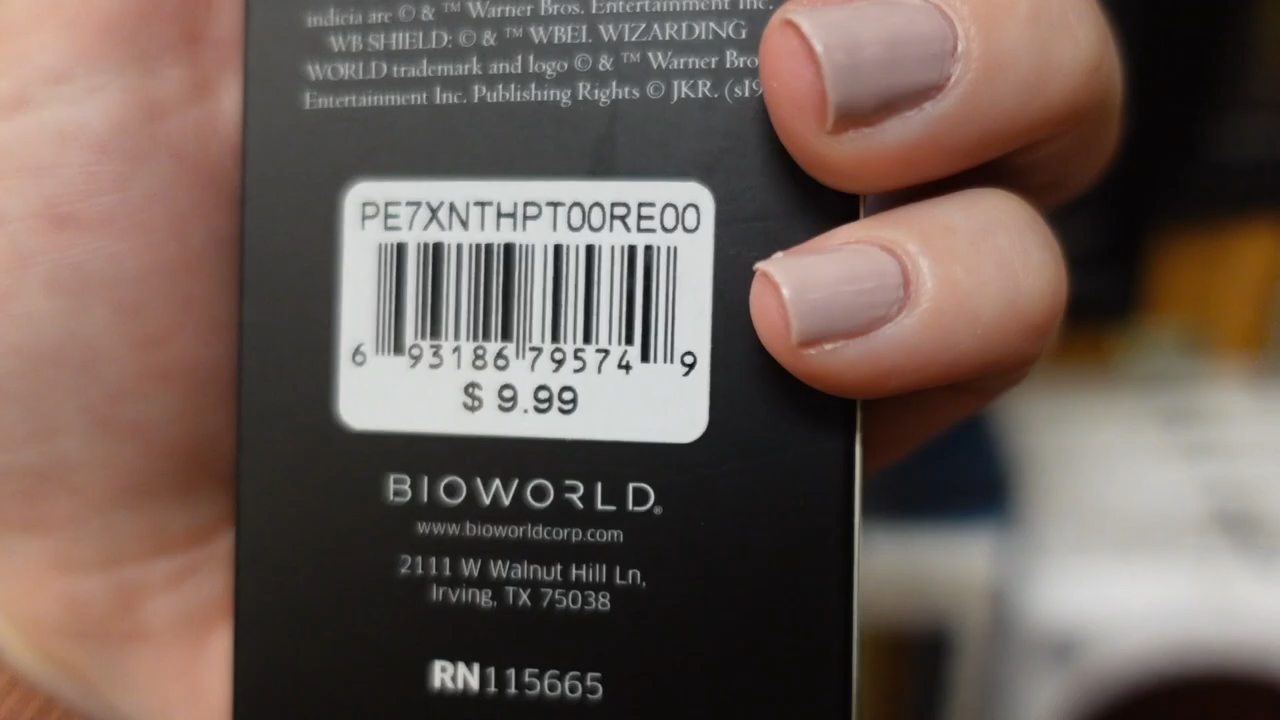 indicia are © & ™ Warner Bros. Entertainment Inc.
WB SHIELD: © & ™ WBEI. WIZARDING
WORLD trademark and logo © & ™ Warner Bro
Entertainment Inc. Publishing Rights © JKR. (s19
PE7XNTHPT00RE00
6 93186 79574 9
$ 9.99
BIOWORLD®
www.bioworldcorp.com
2111 W Walnut Hill Ln,
Irving, TX 75038
RN115665